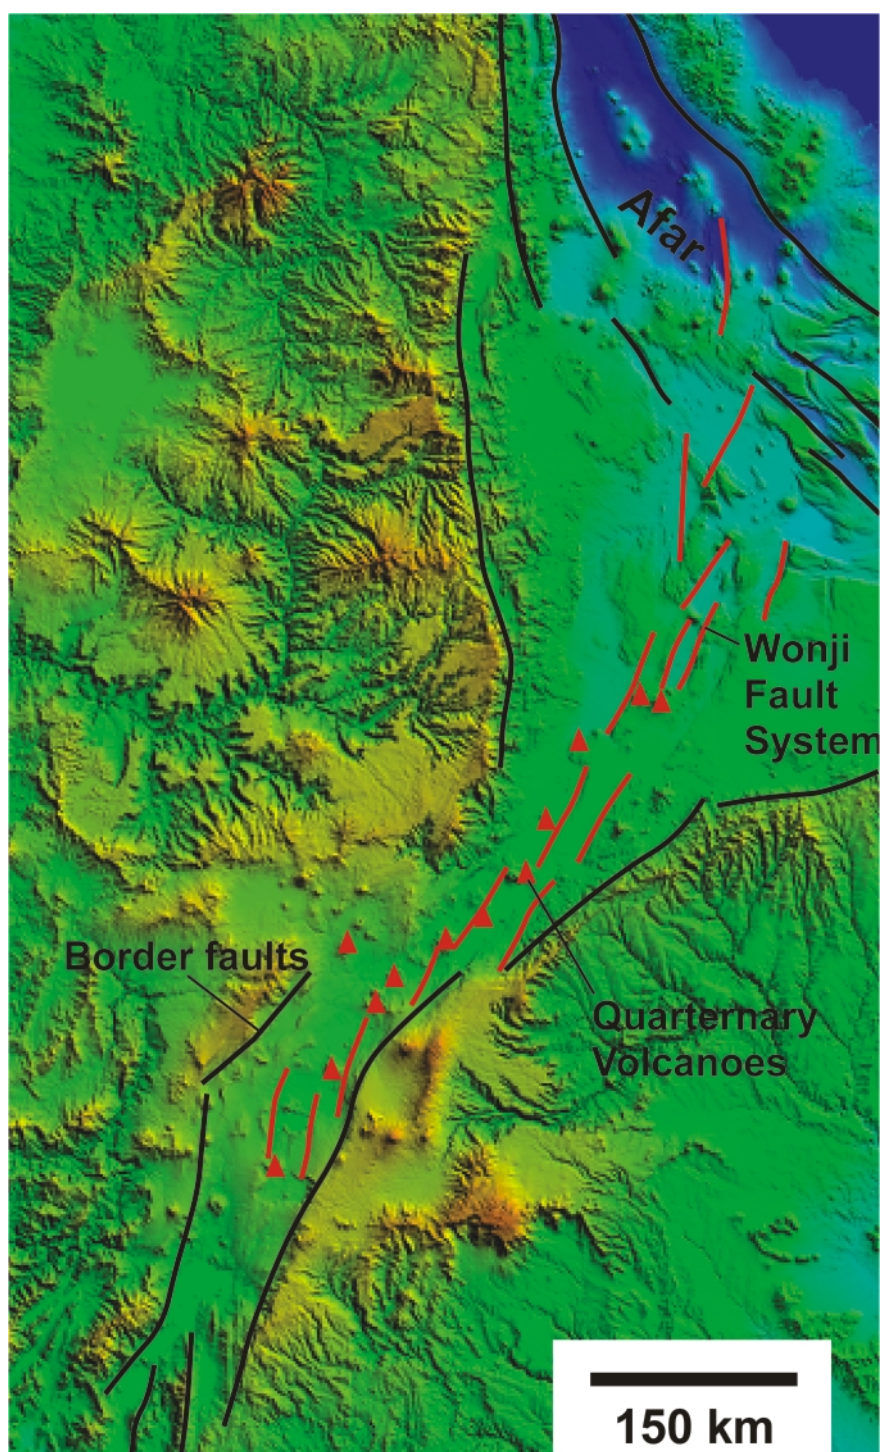 Afar
Wonji
Fault
System
Border faults
Quarternary
Volcanoes
150 km